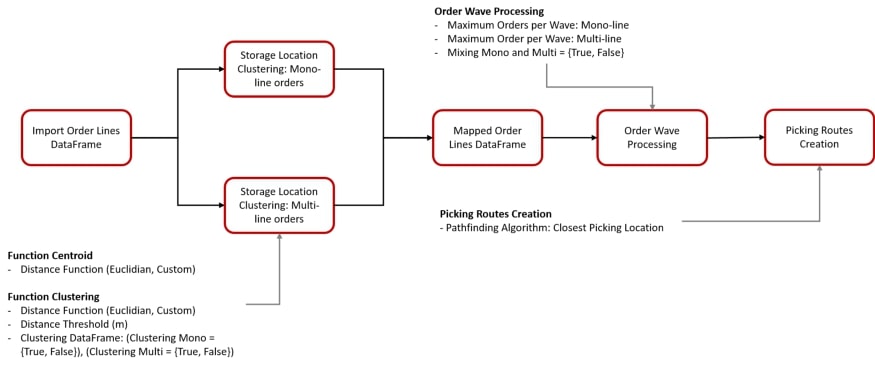 Order Wave Processing
- Maximum Orders per Wave: Mono-line
- Maximum Order per Wave: Multi-line
- Mixing Mono and Multi = {True, False}
Storage Location
Clustering: Mono-
line orders
Import Order Lines
DataFrame
Mapped Order
Lines DataFrame
Order Wave
Processing
Picking Routes
Creation
Storage Location
Clustering: Multi-
line orders
Picking Routes Creation
- Pathfinding Algorithm: Closest Picking Location
Function Centroid
- Distance Function (Euclidian, Custom)
Function Clustering
- Distance Function (Euclidian, Custom)
- Distance Threshold (m)
- Clustering DataFrame: (Clustering Mono =
{True, False}), (Clustering Multi = {True, False})